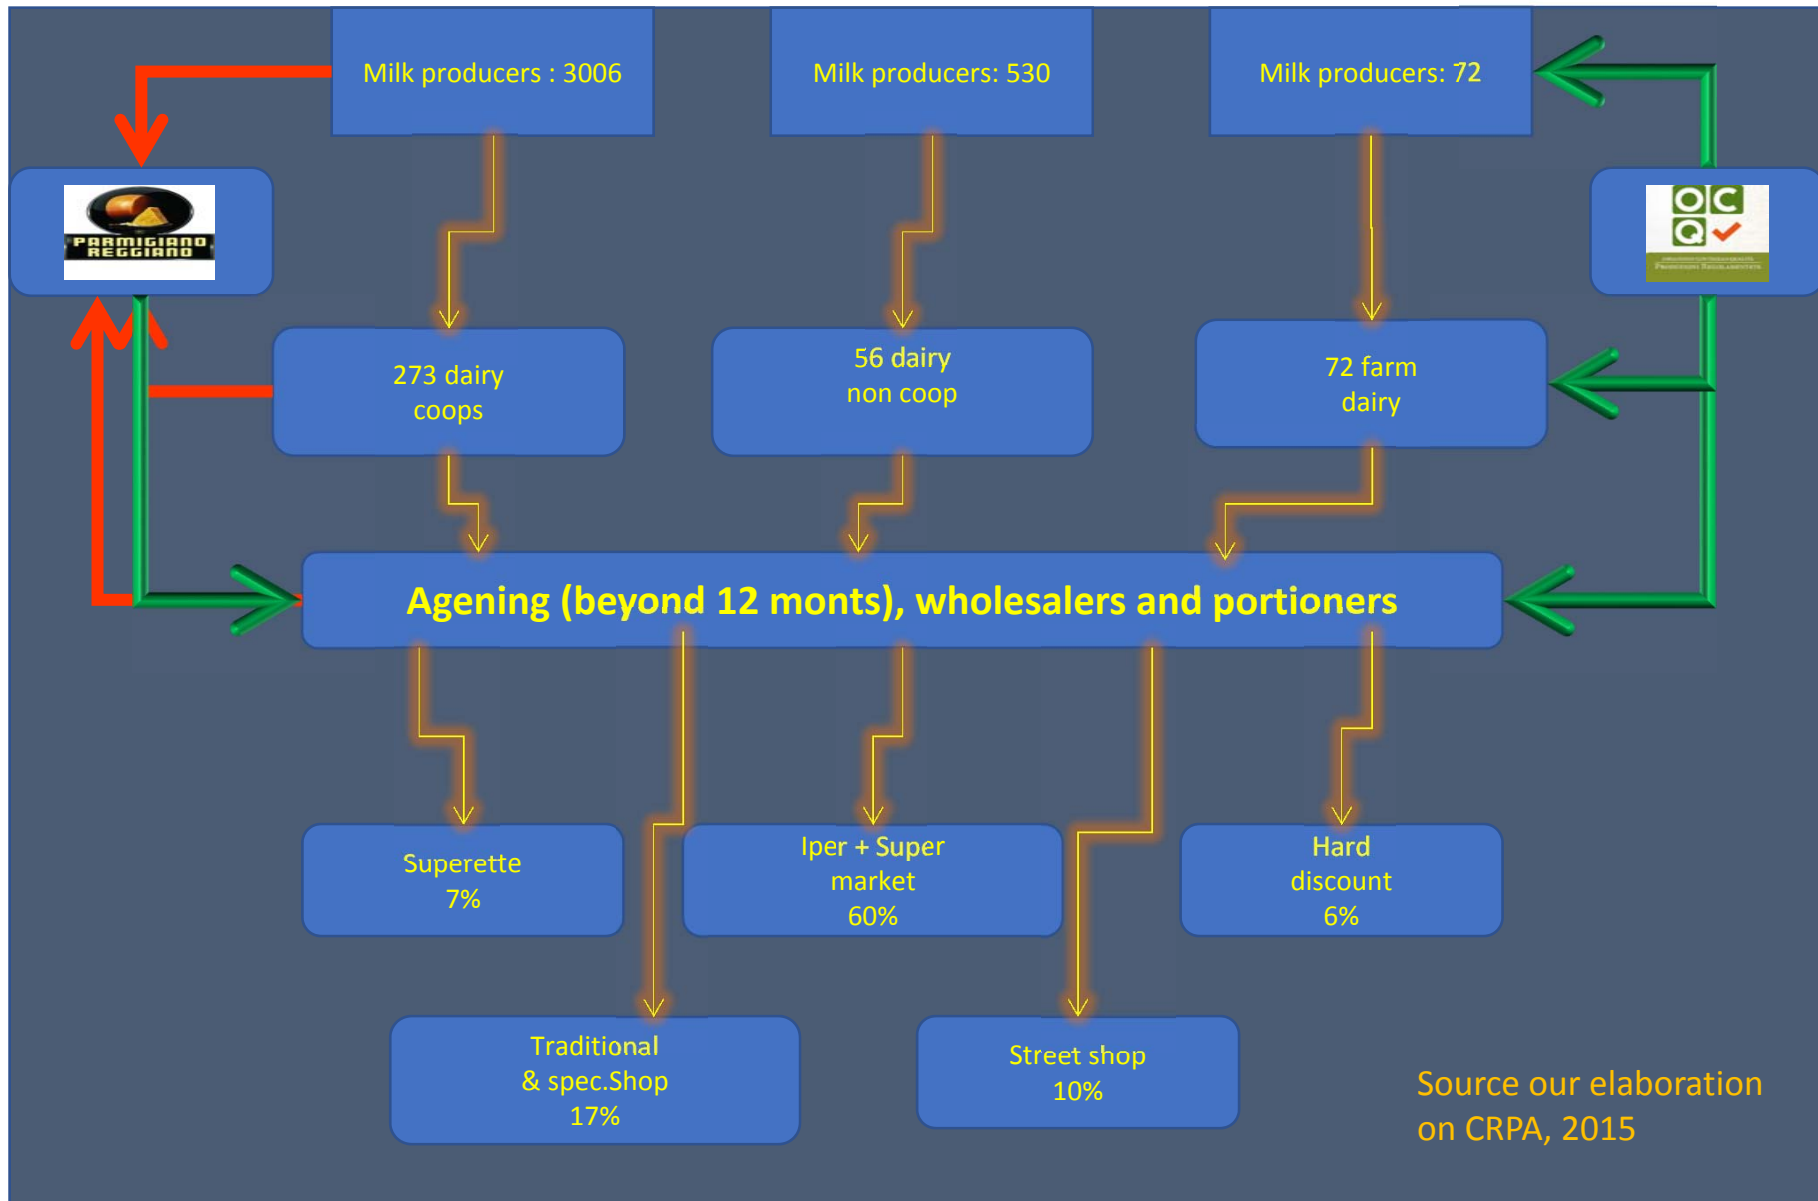 Milk producers : 3006
Milk producers: 530
Milk producers: 72
PARMIGIANO
REGGIANO
OC
Q
PRODUZIONI REGOLAMENTATE
273 dairy
coops
56 dairy
non coop
72 farm
dairy
Agening (beyond 12 monts), wholesalers and portioners
Superette
7%
Iper + Super
market
60%
Hard
discount
6%
Traditional
& spec.Shop
17%
Street shop
10%
Source our elaboration
on CRPA, 2015